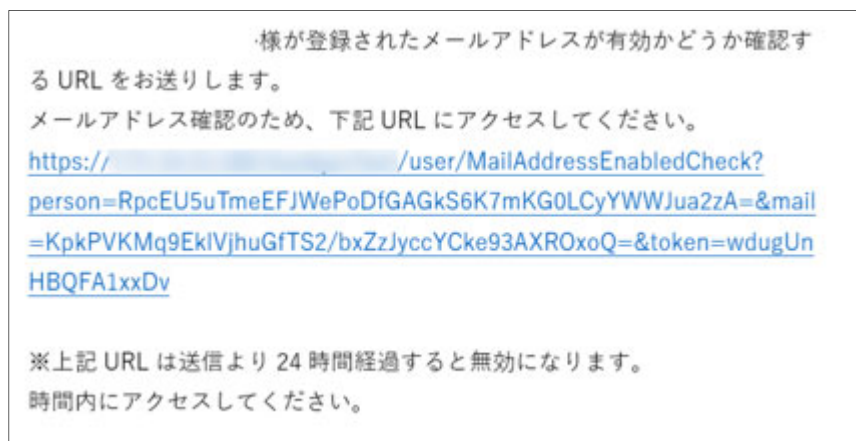 様が登録されたメールアドレスが有効かどうか確認す
る URL をお送りします。
メールアドレス確認のため、下記 URL にアクセスしてください。
https://
/user/MailAddressEnabledCheck?
person=RpcEU5uTmeEFJWePoDfGAGkS6K7mKG0LCyYWWJua2zA=&mail
=KpkPVKMq9EklVjhuGfTS2/bxZzJyccYCke93AXROxoQ=&token=wdugUn
HBQFA1xxDv
※上記 URL は送信より 24 時間経過すると無効になります。
時間内にアクセスしてください。